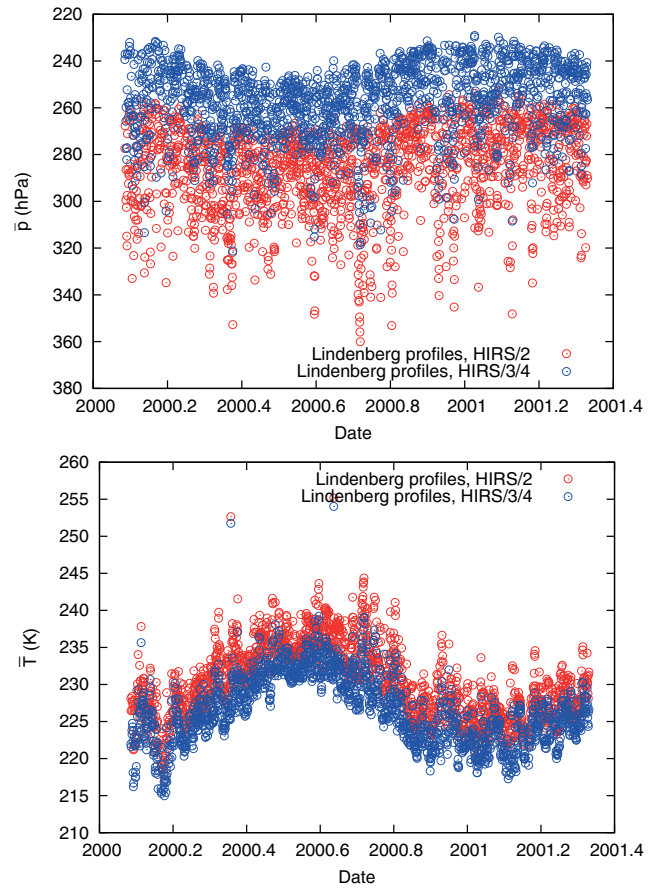 220
240
260
280
300
320
340
360
380
p̅ (hPa)
Lindenberg profiles, HIRS/2
Lindenberg profiles, HIRS/3/4
2000 2000.2 2000.4 2000.6 2000.8 2001 2001.2 2001.4
Date
260
255
250
245
240
235
230
225
220
215
210
T̿ (K)
Lindenberg profiles, HIRS/2
Lindenberg profiles, HIRS/3/4
2000 2000.2 2000.4 2000.6 2000.8 2001 2001.2 2001.4
Date